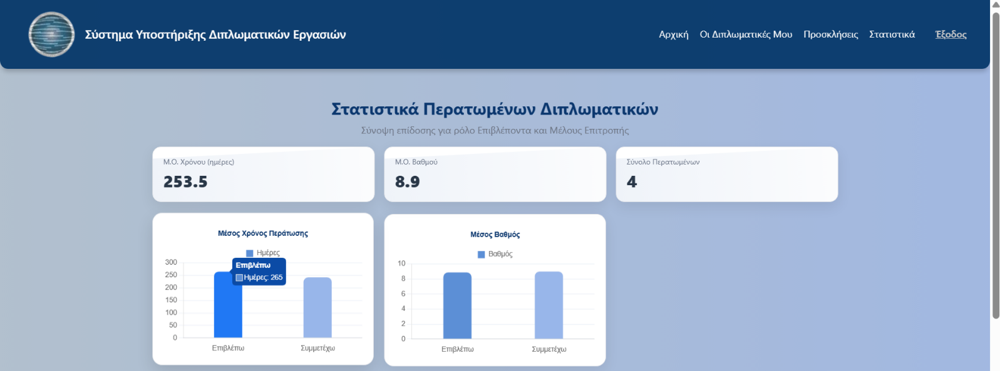 Σύστημα Υποστήριξης Διπλωματικών Εργασιών
Αρχική Οι Διπλωματικές Μου Προσκλήσεις Στατιστικά Έξοδος
Στατιστικά Περατωμένων Διπλωματικών
Σύνοψη επίδοσης για ρόλο Επιβλέποντα και Μέλους Επιτροπής
Μ.Ο. Χρόνου (ημέρες)
253.5
Μ.Ο. Βαθμού
8.9
Σύνολο Περατωμένων
4
Μέσος Χρόνος Περάτωσης
Ημέρες
300
250
200
150
100
50
0
Επιβλέπω
Ημέρες: 265
Επιβλέπω Συμμετέχω
Μέσος Βαθμός
Βαθμός
10
8
6
4
2
0
Επιβλέπω Συμμετέχω